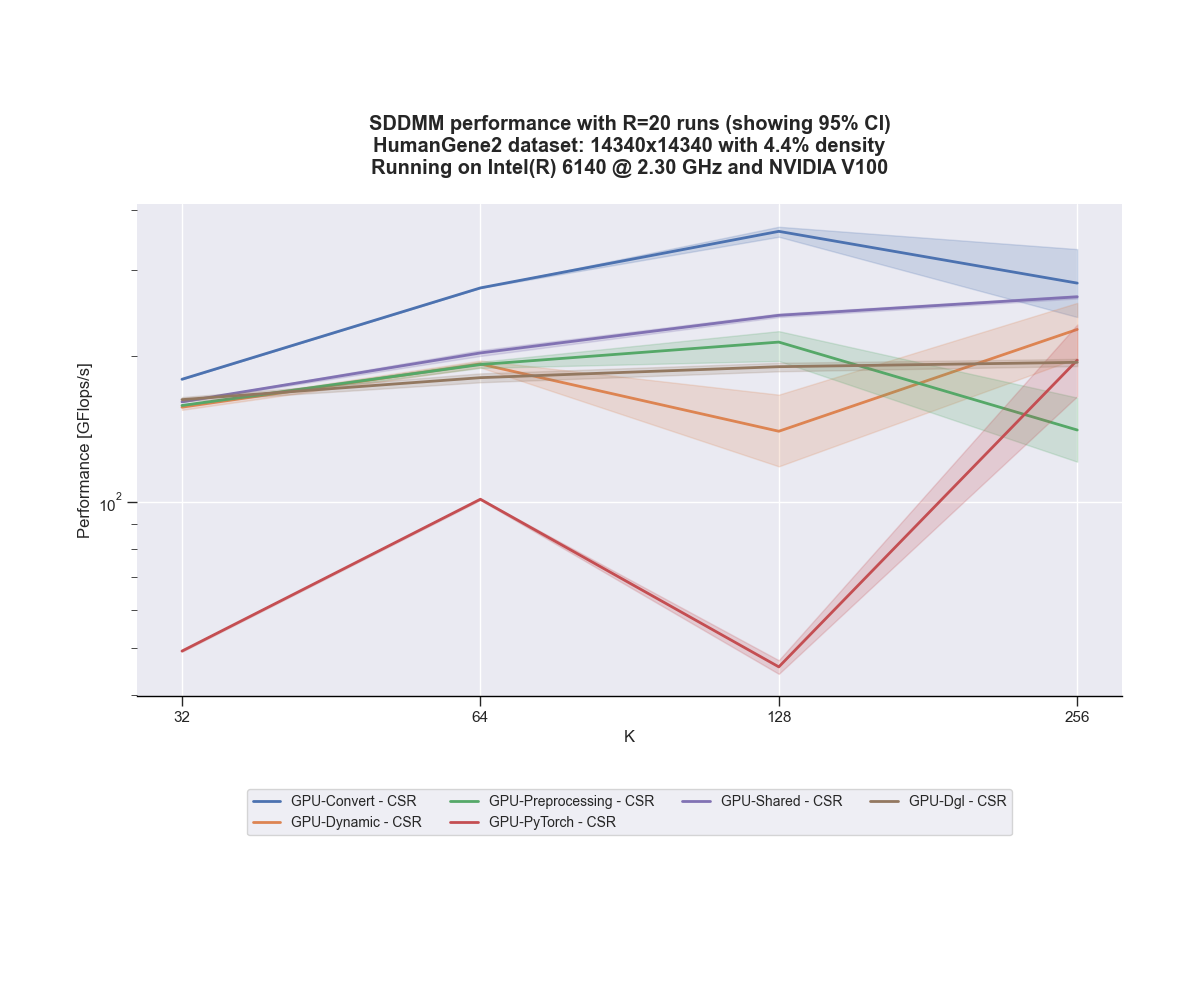 SDDMM performance with R=20 runs (showing 95% CI)
HumanGene2 dataset: 14340x14340 with 4.4% density
Running on Intel(R) 6140 @ 2.30 GHz and NVIDIA V100
Performance [GFlops/s]
10²
32 64 128 256
K
GPU-Convert - CSR GPU-Preprocessing - CSR GPU-Shared - CSR GPU-Dgl - CSR
GPU-Dynamic - CSR GPU-PyTorch - CSR